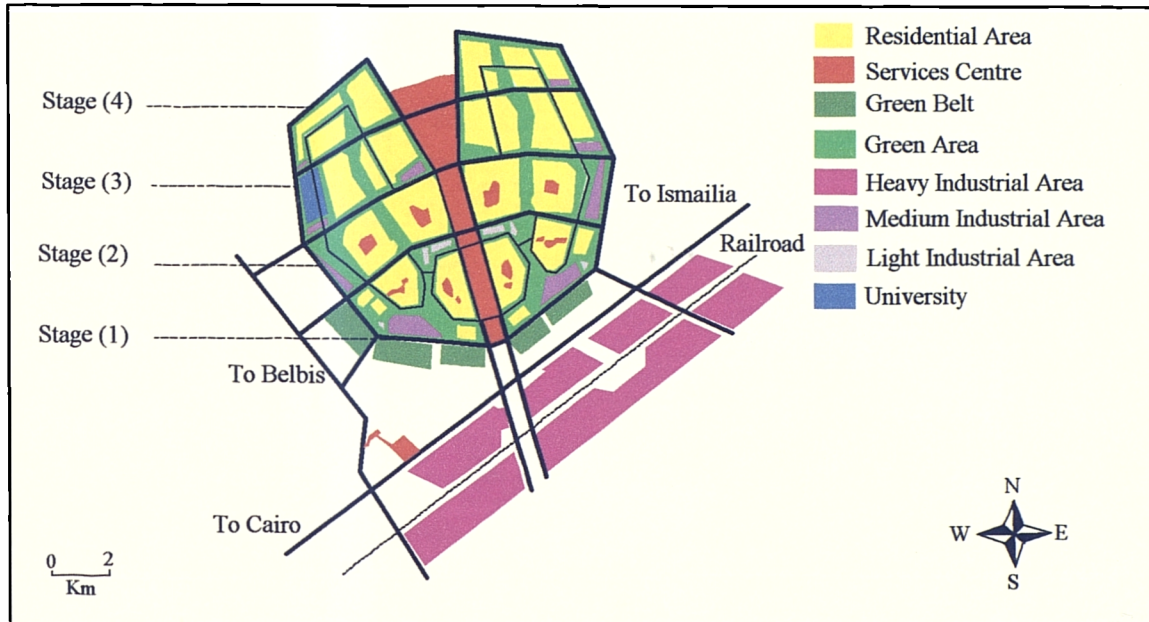 Residential Area
Services Centre
Green Belt
Green Area
Heavy Industrial Area
Medium Industrial Area
Light Industrial Area
University
Stage (4)
Stage (3)
Stage (2)
Stage (1)
To Ismailia
Railroad
To Belbis
To Cairo
0 2
Km
N
W E
S